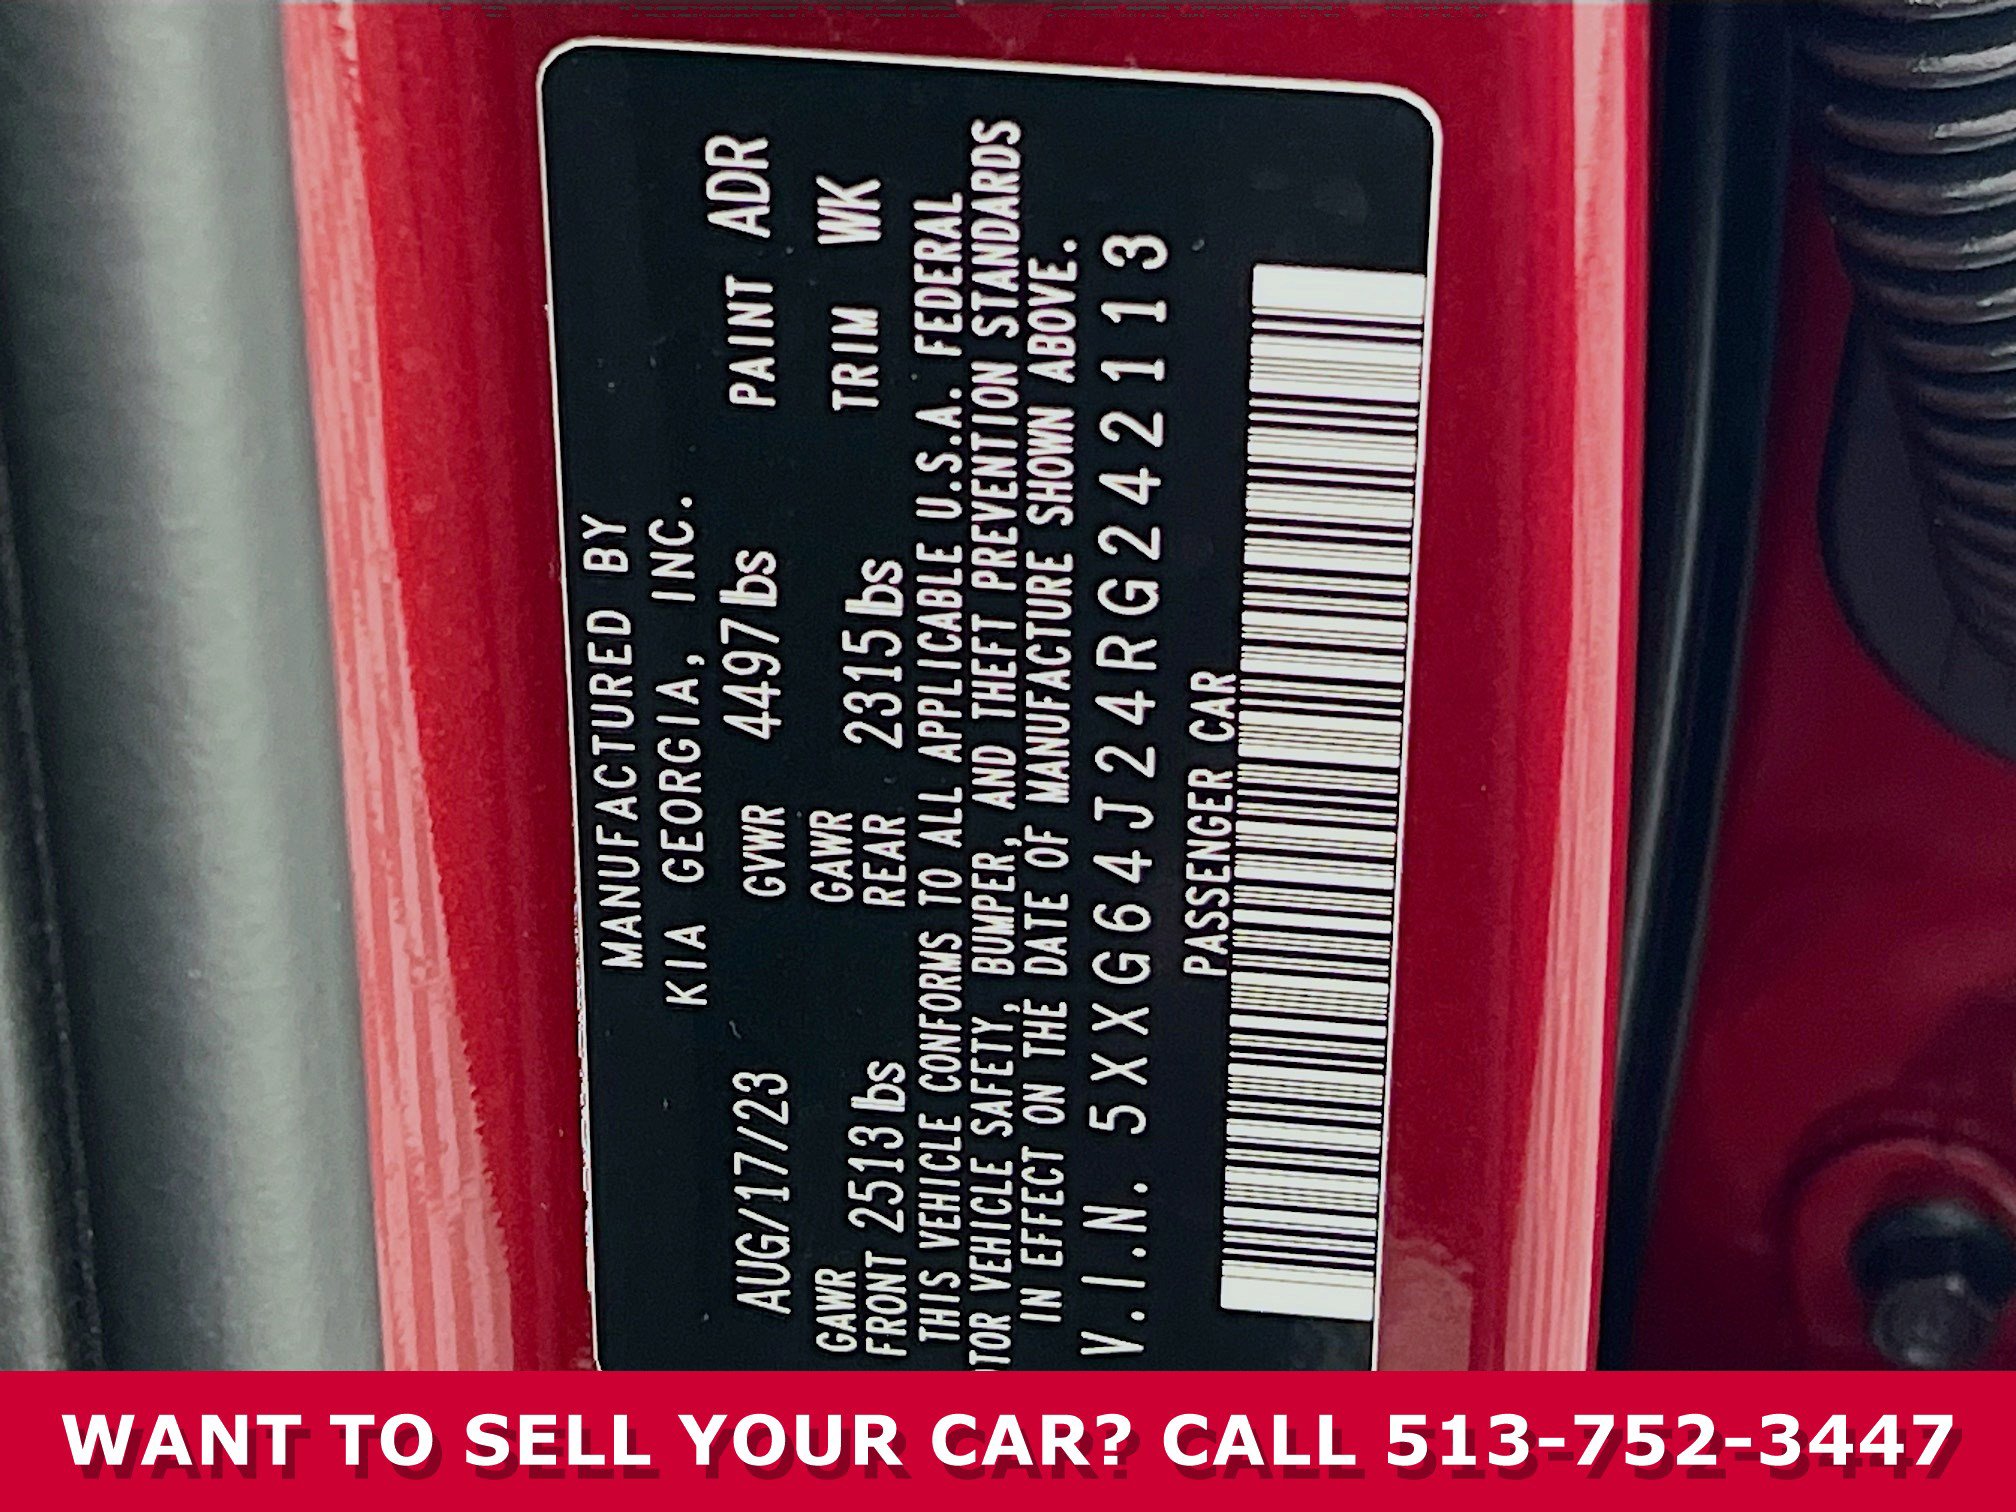 MANUFACTURED BY
KIA GEORGIA, INC.
AUG/17/23 GVWR 4497lbs PAINT ADR
GAWR GAWR
FRONT 2513lbs REAR 2315lbs TRIM WK
THIS VEHICLE CONFORMS TO ALL APPLICABLE U.S.A. FEDERAL
OTOR VEHICLE SAFETY, BUMPER, AND THEFT PREVENTION STANDARDS
IN EFFECT ON THE DATE OF MANUFACTURE SHOWN ABOVE.
V.I.N. 5XXG64J24RG242113
PASSENGER CAR
WANT TO SELL YOUR CAR? CALL 513-752-3447